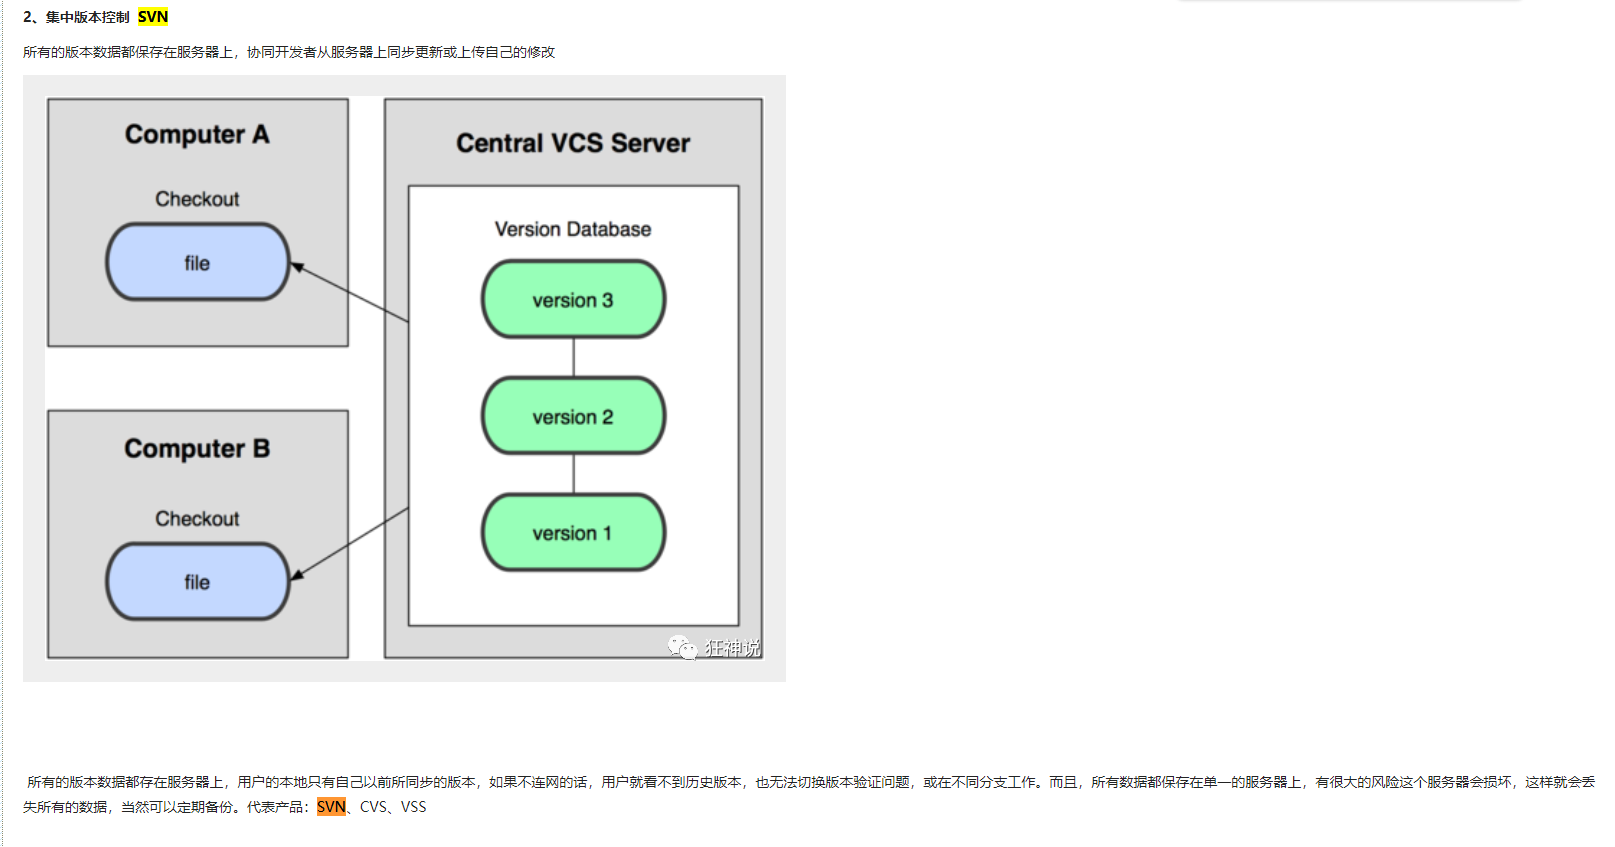 2、集中版本控制 SVN
所有的版本数据都保存在服务器上，协同开发者从服务器上同步更新或上传自己的修改
Computer A
Checkout
file
Central VCS Server
Version Database
version 3
version 2
version 1
Computer B
Checkout
file
狂神说
所有的版本数据都存在服务器上，用户的本地只有自己以前所同步的版本，如果不连网的话，用户就看不到历史版本，也无法切换版本验证问题，或在不同分支工作。而且，所有数据都保存在单一的服务器上，有很大的风险这个服务器会损坏，这样就会丢
失所有的数据，当然可以定期备份。代表产品：SVN、CVS、VSS